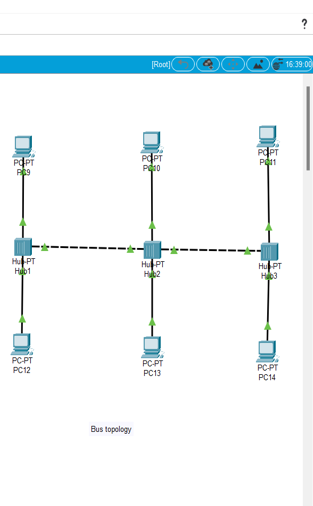 ?
[Root]
16:39:00
PC-PT
PC9
PC-PT
PC10
PC-PT
PC11
Hub-PT
Hub1
Hub-PT
Hub2
Hub-PT
Hub3
PC-PT
PC12
PC-PT
PC13
PC-PT
PC14
Bus topology